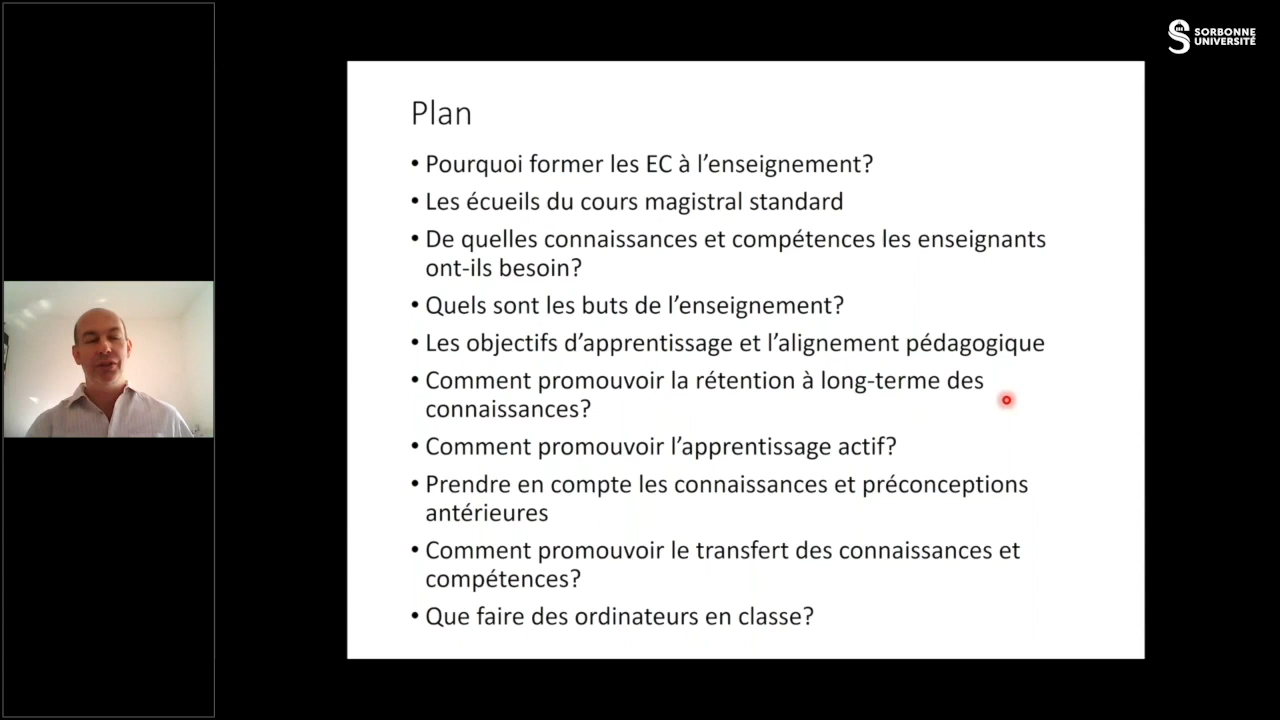 SORBONNE
UNIVERSITÉ
Plan
• Pourquoi former les EC à l’enseignement?
• Les écueils du cours magistral standard
• De quelles connaissances et compétences les enseignants
ont-ils besoin?
• Quels sont les buts de l’enseignement?
• Les objectifs d’apprentissage et l’alignement pédagogique
• Comment promouvoir la rétention à long-terme des
connaissances?
• Comment promouvoir l’apprentissage actif?
• Prendre en compte les connaissances et préconceptions
antérieures
• Comment promouvoir le transfert des connaissances et
compétences?
• Que faire des ordinateurs en classe?